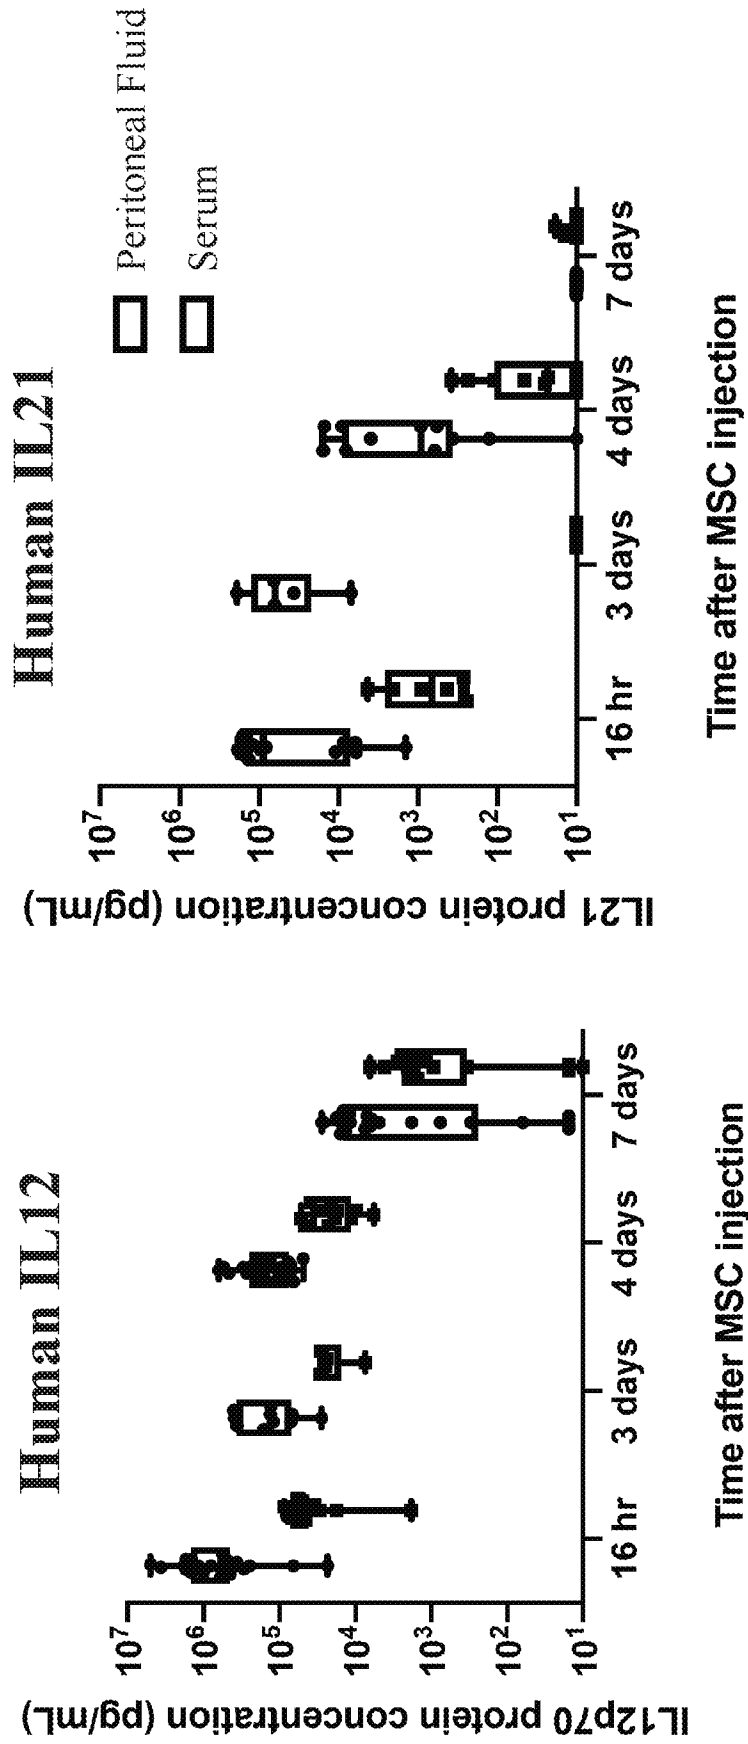 Human IL12
IL12p70 protein concentration (pg/mL)
10⁷
10⁶
10⁵
10⁴
10³
10²
10¹
16 hr
3 days
4 days
7 days
Time after MSC injection
Human IL21
IL21 protein concentration (pg/mL)
10⁷
10⁶
10⁵
10⁴
10³
10²
10¹
16 hr
3 days
4 days
7 days
Time after MSC injection
Peritoneal Fluid
Serum